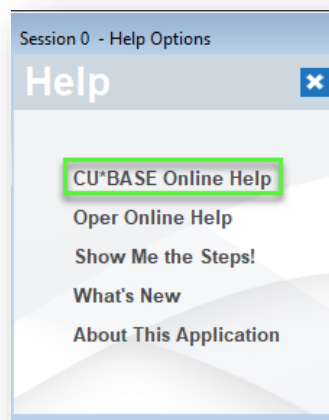 Session 0 - Help Options
Help
CU*BASE Online Help
Oper Online Help
Show Me the Steps!
What's New
About This Application